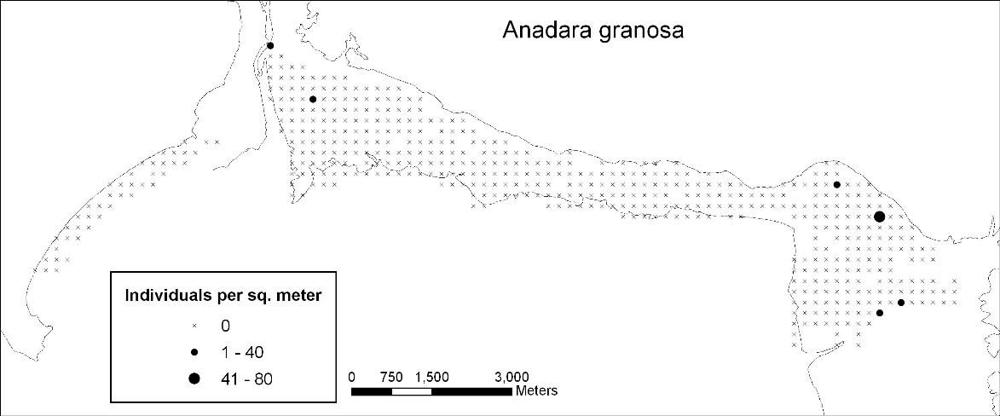 Anadara granosa
Individuals per sq. meter
0
1 - 40
41 - 80
0 750 1,500 3,000
Meters